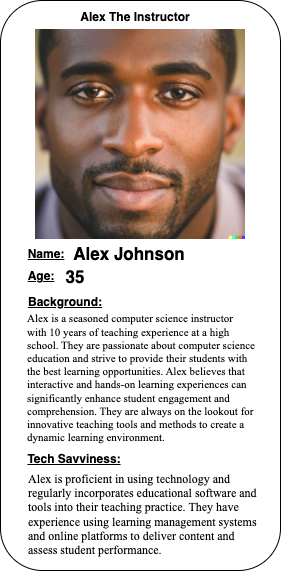 Alex The Instructor
Name: Alex Johnson
Age: 35
Background:
Alex is a seasoned computer science instructor
with 10 years of teaching experience at a high
school. They are passionate about computer science
education and strive to provide their students with
the best learning opportunities. Alex believes that
interactive and hands-on learning experiences can
significantly enhance student engagement and
comprehension. They are always on the lookout for
innovative teaching tools and methods to create a
dynamic learning environment.
Tech Savviness:
Alex is proficient in using technology and
regularly incorporates educational software and
tools into their teaching practice. They have
experience using learning management systems
and online platforms to deliver content and
assess student performance.